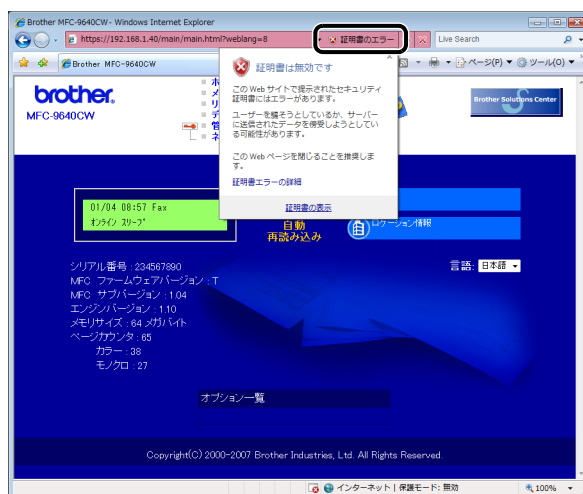 Brother MFC-9640CW - Windows Internet Explorer
https://192.168.1.40/main/main.html?weblang=8
証明書のエラー
Live Search
Brother MFC-9640CW
ページ(P)
ツール(O)
証明書は無効です
この Web サイトで提示されたセキュリティ
証明書にはエラーがあります。
ユーザーを騙そうとしているか、サーバー
に送信されたデータを傍受しようとしてい
る可能性があります。
この Web ページを閉じることを推奨しま
す。
証明書エラーの詳細
証明書の表示
brother.
MFC-9640CW
Brother Solutions Center
01/04 08:57 Fax
オンライン スリープ
自動
再読み込み
ロケーション情報
シリアル番号 : 234567890
言語: 日本語
MFC ファームウェアバージョン : T
MFC サブバージョン : 1.04
エンジンバージョン : 1.10
メモリサイズ : 64 メガバイト
ページカウンタ : 65
カラー : 38
モノクロ : 27
オプション一覧
Copyright(C) 2000-2007 Brother Industries, Ltd. All Rights Reserved.
インターネット | 保護モード: 無効
100%